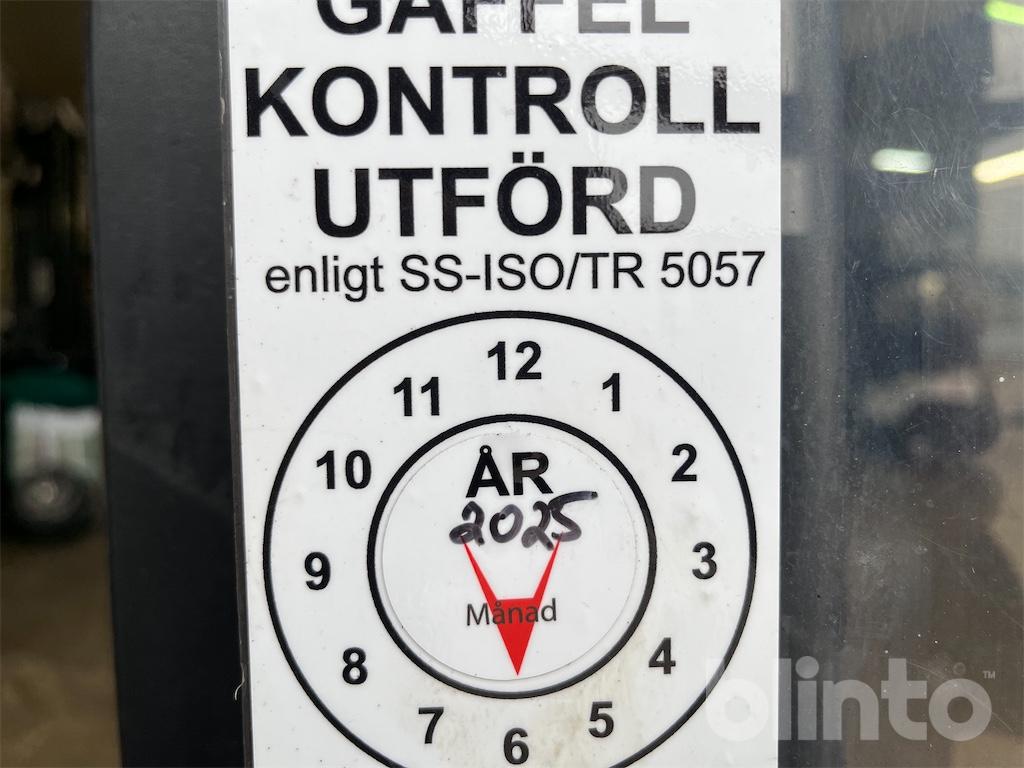 GAFFEL
KONTROLL
UTFÖRD
enligt SS-ISO/TR 5057
12
11
1
10
2
ÅR
2025
9
3
Månad
8
4
7
5
6
blinto™